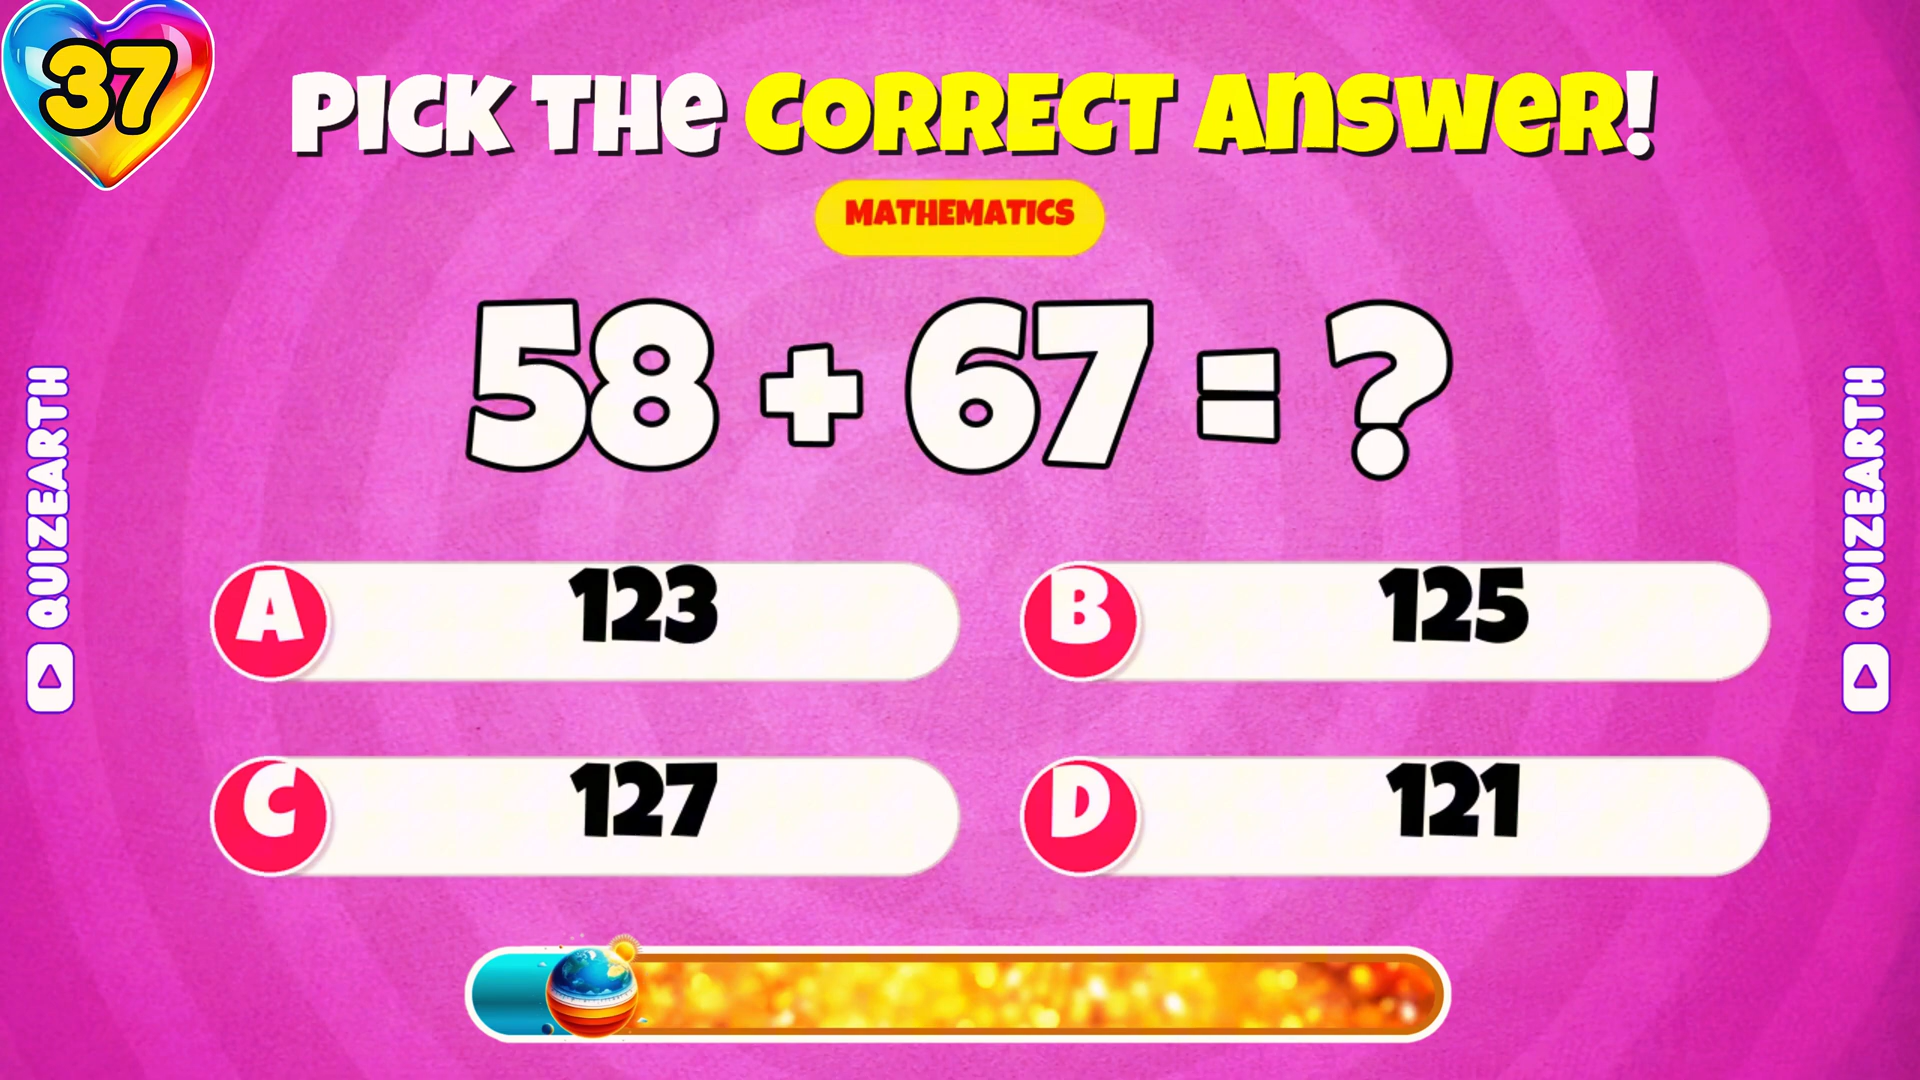 37
PICK THE CORRECT ANSWER!
MATHEMATICS
58 + 67 = ?
A 123
B 125
C 127
D 121
QUIZEARTH
QUIZEARTH